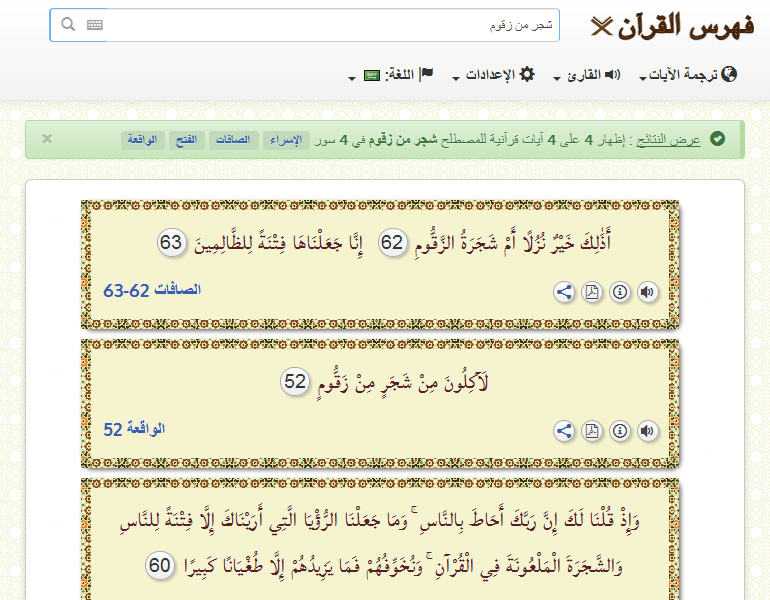 فهرس القرآن
شجر من زقوم
ترجمة الآيات القارئ الإعدادات اللغة:
عرض النتائج : إظهار 4 على 4 آيات قرآنية للمصطلح شجر من زقوم في 4 سور الإسراء الصافات الفتح الواقعة ×
أَذَٰلِكَ خَيْرٌ نُزُلًا أَمْ شَجَرَةُ الزَّقُّومِ 62 إِنَّا جَعَلْنَاهَا فِتْنَةً لِلظَّالِمِينَ 63
الصافات 62-63
لَآكِلُونَ مِنْ شَجَرٍ مِنْ زَقُّومٍ 52
الواقعة 52
وَإِذْ قُلْنَا لَكَ إِنَّ رَبَّكَ أَحَاطَ بِالنَّاسِ ۚ وَمَا جَعَلْنَا الرُّؤْيَا الَّتِي أَرَيْنَاكَ إِلَّا فِتْنَةً لِلنَّاسِ
وَالشَّجَرَةَ الْمَلْعُونَةَ فِي الْقُرْآنِ ۚ وَنُخَوِّفُهُمْ فَمَا يَزِيدُهُمْ إِلَّا طُغْيَانًا كَبِيرًا 60